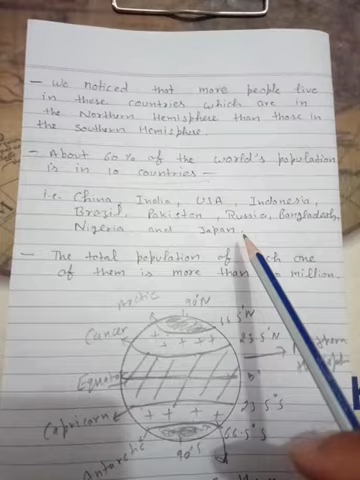 - We noticed that more people live
in these countries which are in
the Northern Hemisphere than those in
the Southern Hemisphere.
- About 60% of the world's population
is in 10 countries -
i.e. China, India, USA, Indonesia,
Brazil, Pakistan, Russia, Bangladesh,
Nigeria and Japan.
- The total population of one
of them is more than million.
Arctic 90°N
66.5°N
Cancer 23.5°N
Equator 0°
Capricorn 23.5°S
66.5°S
Antarctic 90°S